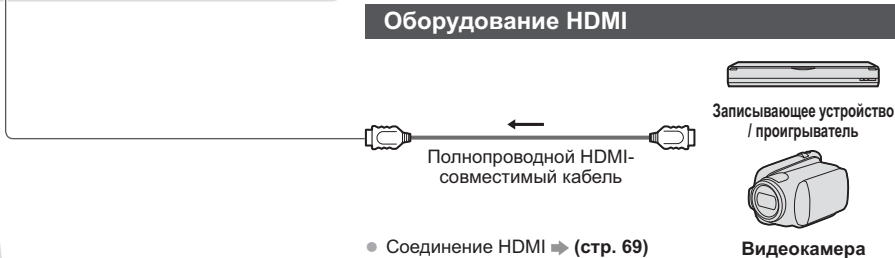 Оборудование HDMI
Записывающее устройство
/ проигрыватель
Полнопроводной HDMI-
совместимый кабель
Соединение HDMI ➡ (стр. 69)
Видеокамера